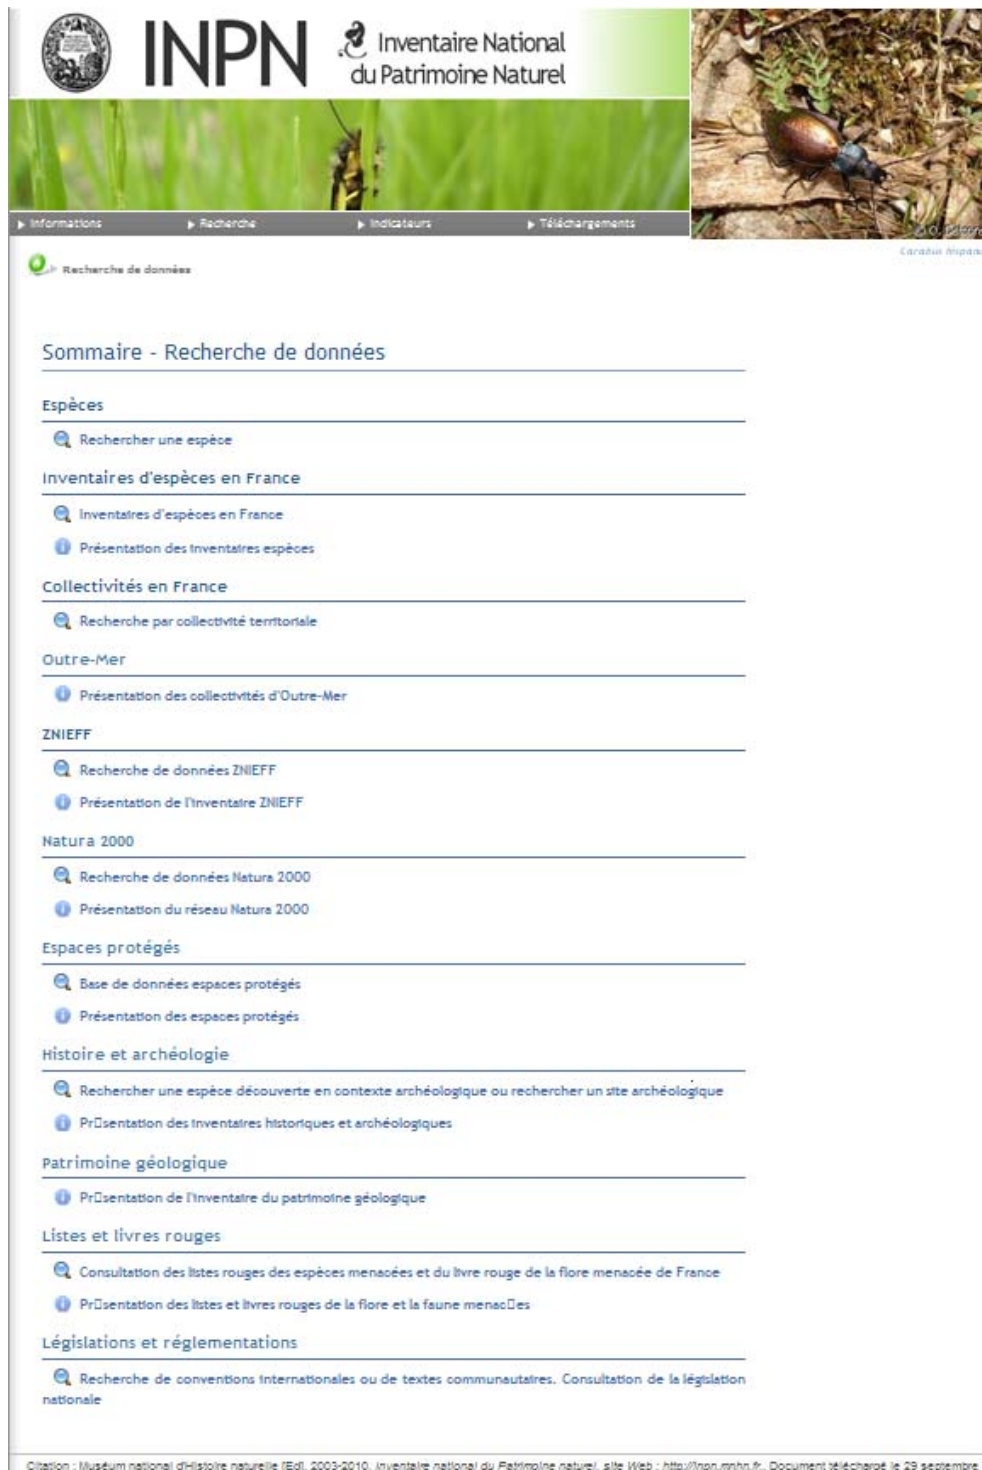 INPN
Inventaire National
du Patrimoine Naturel
Informations
Recherche
Indicateurs
Téléchargements
Recherche de données
Sommaire - Recherche de données
Espèces
Rechercher une espèce
Inventaires d'espèces en France
Inventaires d'espèces en France
Présentation des inventaires espèces
Collectivités en France
Recherche par collectivité territoriale
Outre-Mer
Présentation des collectivités d'Outre-Mer
ZNIEFF
Recherche de données ZNIEFF
Présentation de l'inventaire ZNIEFF
Natura 2000
Recherche de données Natura 2000
Présentation du réseau Natura 2000
Espaces protégés
Base de données espaces protégés
Présentation des espaces protégés
Histoire et archéologie
Rechercher une espèce découverte en contexte archéologique ou rechercher un site archéologique
Pr□sentation des inventaires historiques et archéologiques
Patrimoine géologique
Pr□sentation de l'inventaire du patrimoine géologique
Listes et livres rouges
Consultation des listes rouges des espèces menacées et du livre rouge de la flore menacée de France
Pr□sentation des listes et livres rouges de la flore et la faune menac□es
Législations et réglementations
Recherche de conventions internationales ou de textes communautaires. Consultation de la législation
nationale
Citation : Muséum national d'Histoire naturelle [Ed]. 2003-2010. Inventaire national du Patrimoine naturel, site Web : http://inpn.mnhn.fr. Document téléchargé le 29 septembre